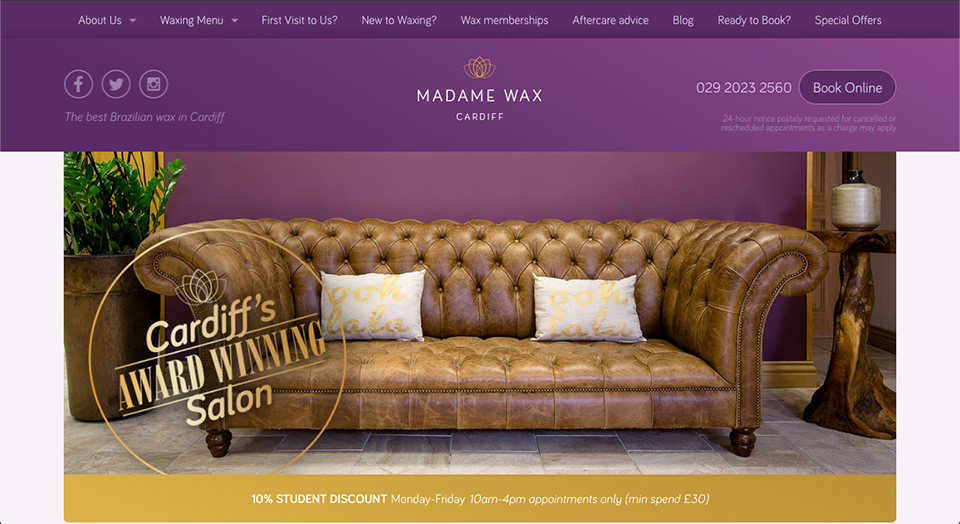 About Us
Waxing Menu
First Visit to Us?
New to Waxing?
Wax memberships
Aftercare advice
Blog
Ready to Book?
Special Offers
The best Brazilian wax in Cardiff
MADAME WAX
CARDIFF
029 2023 2560
Book Online
24-hour notice politely requested for cancelled or
rescheduled appointments as a charge may apply
Cardiff's
AWARD WINNING
Salon
ooh
lala
ooh
lala
10% STUDENT DISCOUNT Monday-Friday 10am-4pm appointments only (min spend £30)